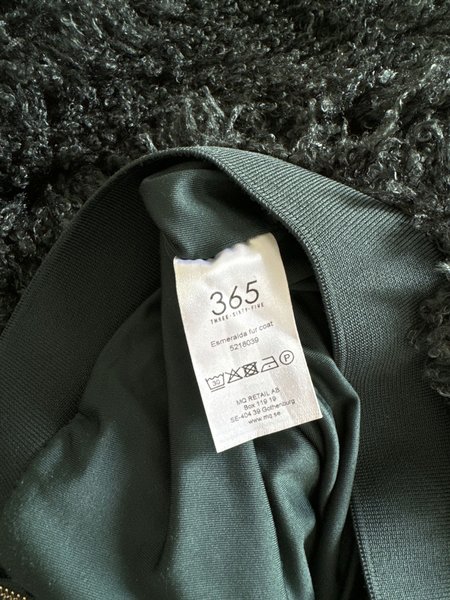 365
THREE-SIXTY-FIVE
Esmeralda fur coat
5218039
30 P
MQ RETAIL AB
Box 119 19
SE-404 39 Gothenburg
www.mq.se